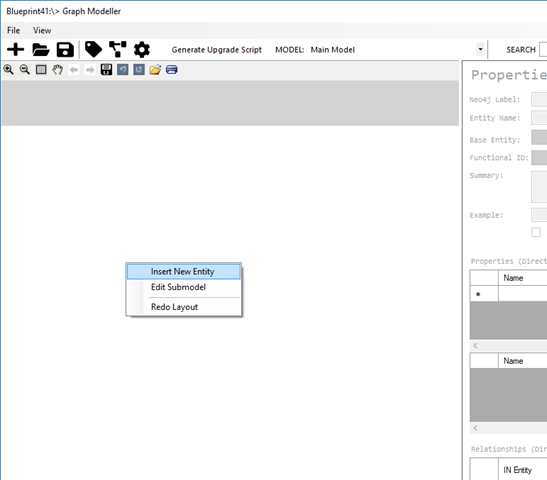 Blueprint41:\> Graph Modeller
File View
Generate Upgrade Script MODEL: Main Model SEARCH
Properties
Neo4j Label:
Entity Name:
Base Entity:
Functional ID:
Summary:
Example:
Insert New Entity
Edit Submodel
Redo Layout
Properties (Direct
Name
Name
Relationships (Dir
IN Entity